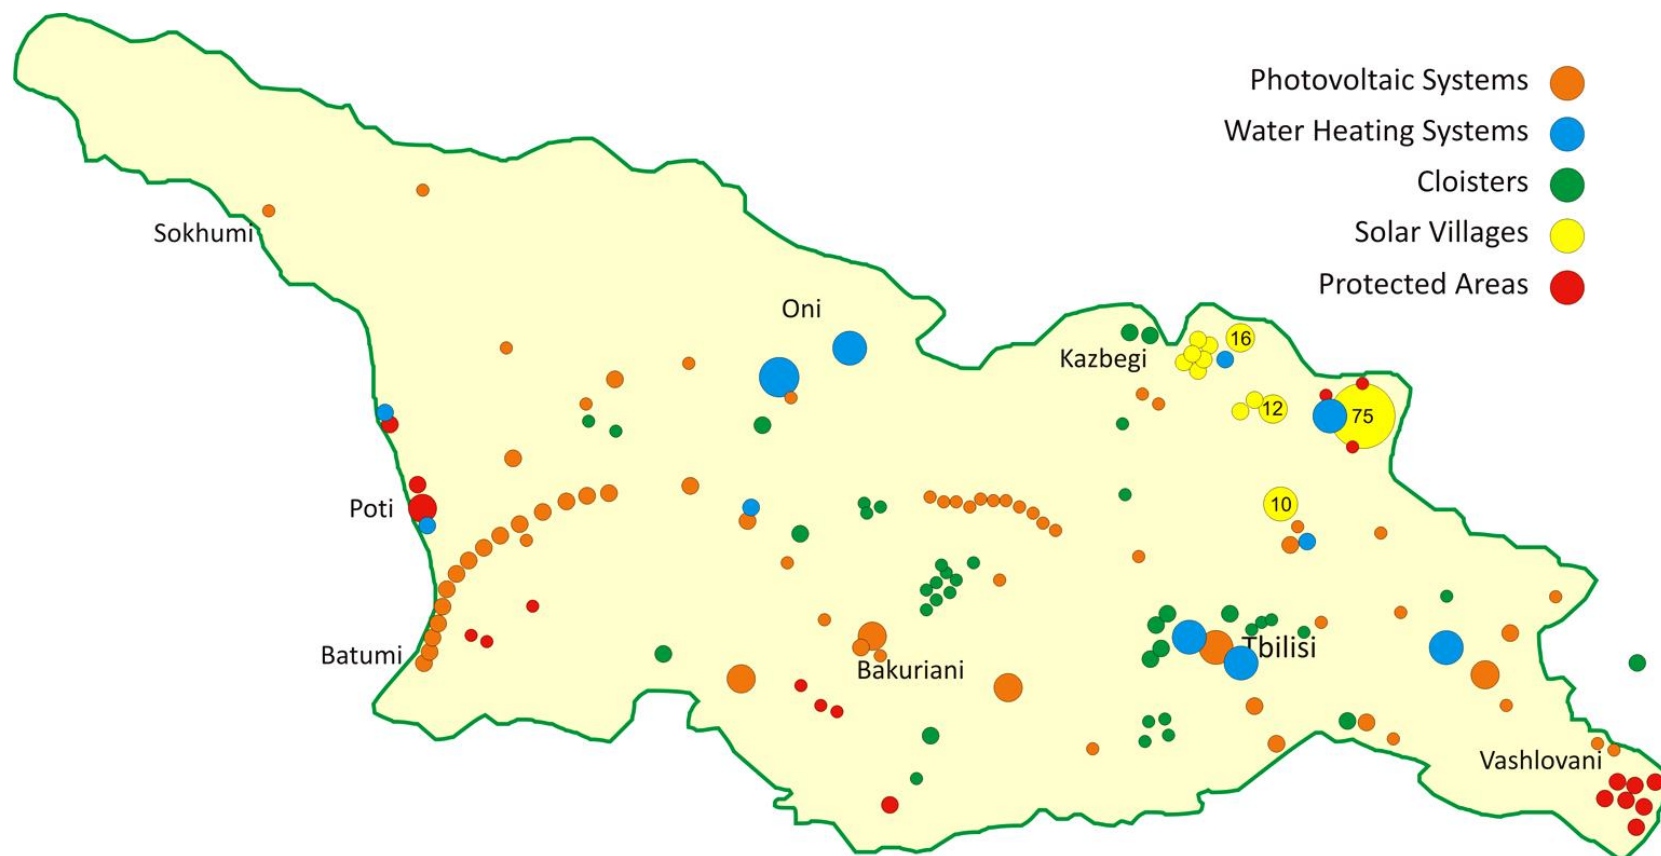 Photovoltaic Systems
Water Heating Systems
Cloisters
Solar Villages
Protected Areas
Sokhumi
Oni
Kazbegi
16
12
75
Poti
10
Batumi
Bakuriani
Tbilisi
Vashlovani